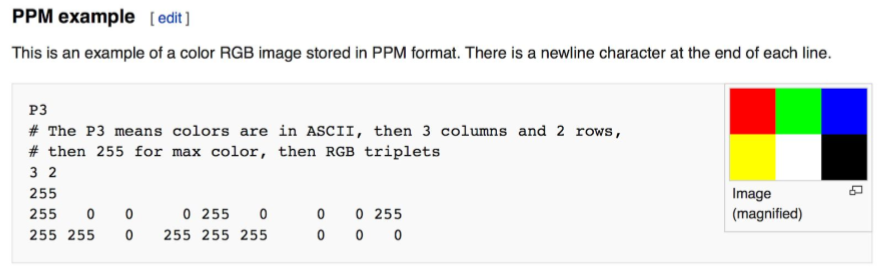 PPM example [ edit ]
This is an example of a color RGB image stored in PPM format. There is a newline character at the end of each line.
P3
# The P3 means colors are in ASCII, then 3 columns and 2 rows,
# then 255 for max color, then RGB triplets
3 2
255
255   0   0     0 255   0     0   0 255
255 255   0   255 255 255     0   0   0
Image
(magnified)